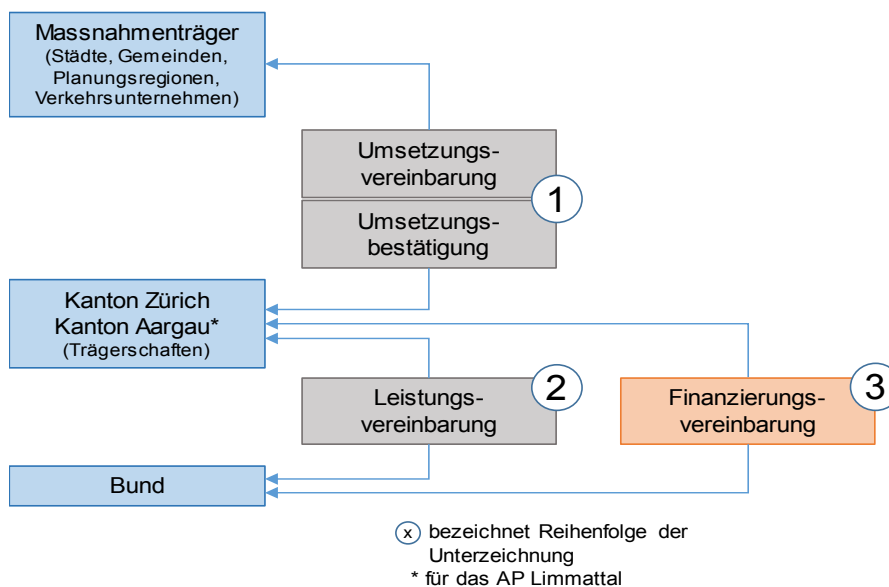 Massnahmenträger
(Städte, Gemeinden,
Planungsregionen,
Verkehrsunternehmen)
Umsetzungs-
vereinbarung
1
Umsetzungs-
bestätigung
Kanton Zürich
Kanton Aargau*
(Trägerschaften)
Leistungs-
vereinbarung
2
Finanzierungs-
vereinbarung
3
Bund
x bezeichnet Reihenfolge der
Unterzeichnung
* für das AP Limmattal